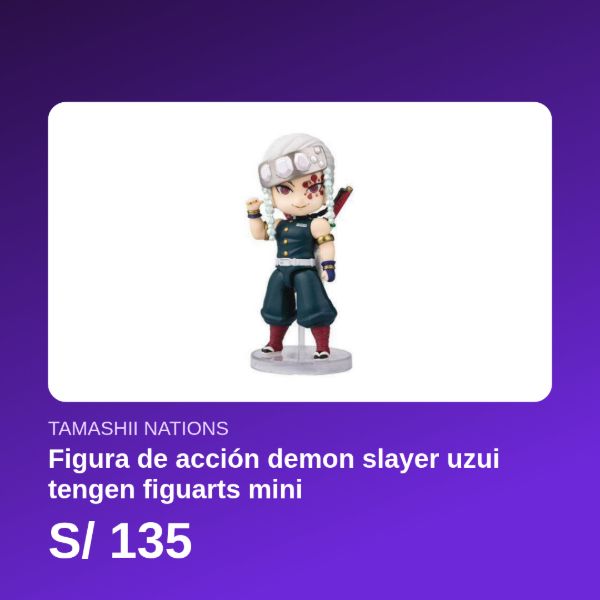 TAMASHII NATIONS
Figura de acción demon slayer uzui
tengen figuarts mini
S/ 135